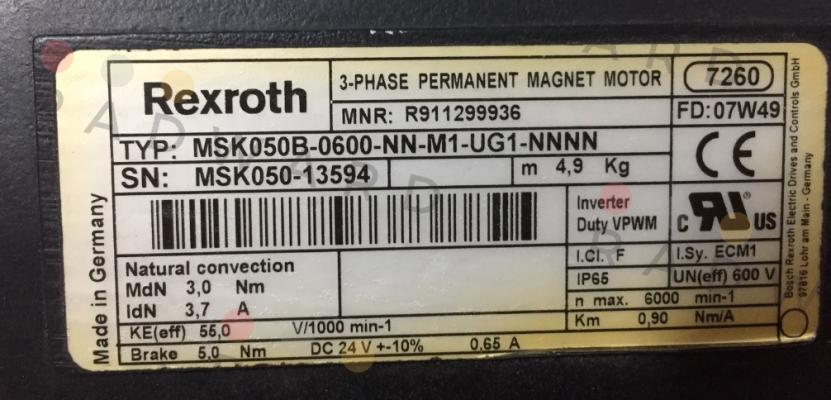 Rexroth
3-PHASE PERMANENT MAGNET MOTOR
7260
MNR: R911299936
FD: 07W49
TYP: MSK050B-0600-NN-M1-UG1-NNNN
SN: MSK050-13594
m 4,9 Kg
CE
Inverter
Duty VPWM
C RU ® US
Natural convection
MdN 3,0 Nm
IdN 3,7 A
I.Cl. F
I.Sy. ECM1
IP65
UN(eff) 600 V
n max. 6000 min-1
KE(eff) 55,0 V/1000 min-1
Km 0,90 Nm/A
Brake 5,0 Nm DC 24 V +-10% 0,65 A
Made in Germany
Bosch Rexroth Electric Drives and Controls GmbH
97816 Lohr am Main - Germany
RADWARD